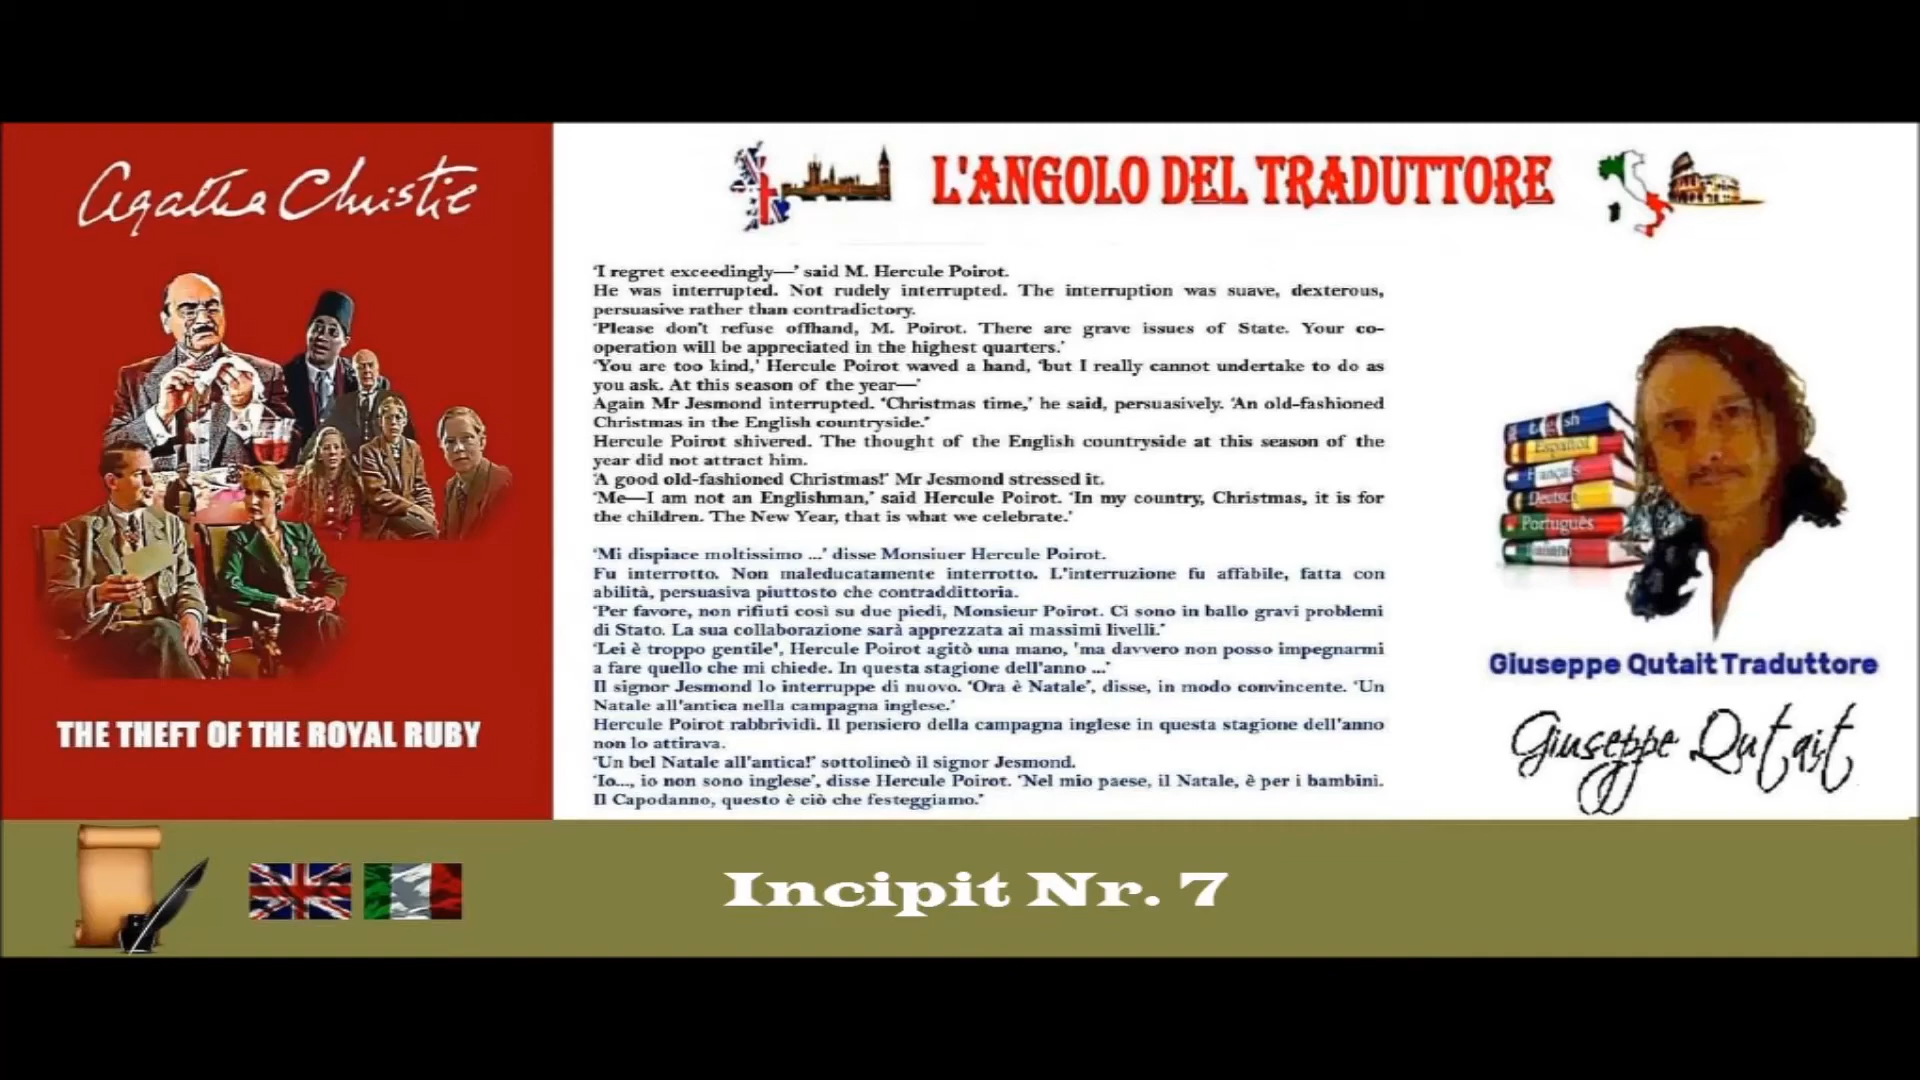 Agatha Christie
THE THEFT OF THE ROYAL RUBY
L'ANGOLO DEL TRADUTTORE
‘I regret exceedingly—’ said M. Hercule Poirot.
He was interrupted. Not rudely interrupted. The interruption was suave, dexterous,
persuasive rather than contradictory.
‘Please don't refuse offhand, M. Poirot. There are grave issues of State. Your co-
operation will be appreciated in the highest quarters.’
‘You are too kind,’ Hercule Poirot waved a hand, ‘but I really cannot undertake to do as
you ask. At this season of the year—’
Again Mr Jesmond interrupted. ‘Christmas time,’ he said, persuasively. ‘An old-fashioned
Christmas in the English countryside.’
Hercule Poirot shivered. The thought of the English countryside at this season of the
year did not attract him.
‘A good old-fashioned Christmas!’ Mr Jesmond stressed it.
‘Me—I am not an Englishman,’ said Hercule Poirot. ‘In my country, Christmas, it is for
the children. The New Year, that is what we celebrate.’
‘Mi dispiace moltissimo ...’ disse Monsiuer Hercule Poirot.
Fu interrotto. Non maleducatamente interrotto. L'interruzione fu affabile, fatta con
abilità, persuasiva piuttosto che contraddittoria.
‘Per favore, non rifiuti così su due piedi, Monsieur Poirot. Ci sono in ballo gravi problemi
di Stato. La sua collaborazione sarà apprezzata ai massimi livelli.’
‘Lei è troppo gentile', Hercule Poirot agitò una mano, 'ma davvero non posso impegnarmi
a fare quello che mi chiede. In questa stagione dell'anno ...’
Il signor Jesmond lo interruppe di nuovo. ‘Ora è Natale’, disse, in modo convincente. ‘Un
Natale all'antica nella campagna inglese.’
Hercule Poirot rabbrividì. Il pensiero della campagna inglese in questa stagione dell'anno
non lo attirava.
‘Un bel Natale all'antica!’ sottolineò il signor Jesmond.
‘Io..., io non sono inglese’, disse Hercule Poirot. ‘Nel mio paese, il Natale, è per i bambini.
Il Capodanno, questo è ciò che festeggiamo.’
English
Español
Français
Deutsch
Português
Giuseppe Qutait Traduttore
Giuseppe Qutait
Incipit Nr. 7